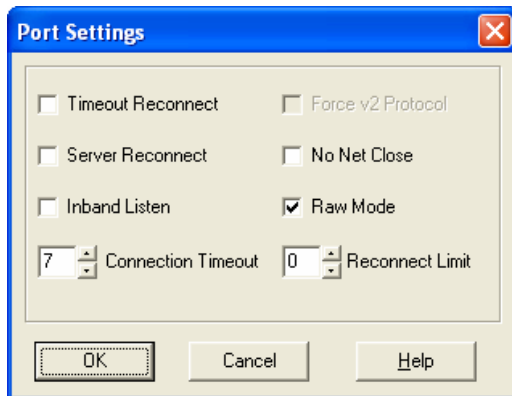 Port Settings
Timeout Reconnect Force v2 Protocol
Server Reconnect No Net Close
Inband Listen Raw Mode
7 Connection Timeout 0 Reconnect Limit
OK Cancel Help